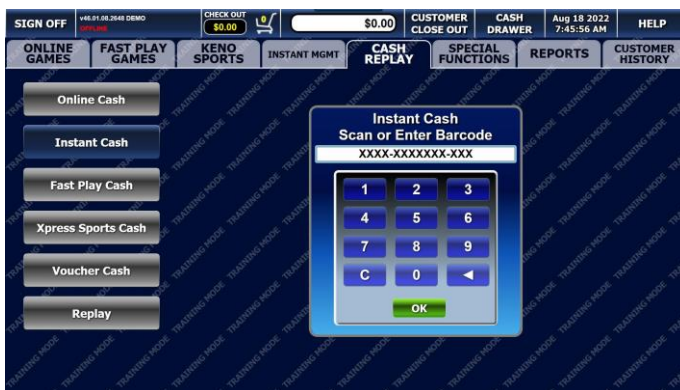 SIGN OFF
v46.01.08.2648 DEMO
OFFLINE
CHECK OUT
$0.00
0
$0.00
CUSTOMER
CLOSE OUT
CASH
DRAWER
Aug 18 2022
7:45:56 AM
HELP
ONLINE
GAMES
FAST PLAY
GAMES
KENO
SPORTS
INSTANT MGMT
CASH
REPLAY
SPECIAL
FUNCTIONS
REPORTS
CUSTOMER
HISTORY
Online Cash
Instant Cash
Fast Play Cash
Xpress Sports Cash
Voucher Cash
Replay
Instant Cash
Scan or Enter Barcode
XXXX-XXXXXXX-XXX
1 2 3
4 5 6
7 8 9
C 0 ◄
OK
TRAINING MODE